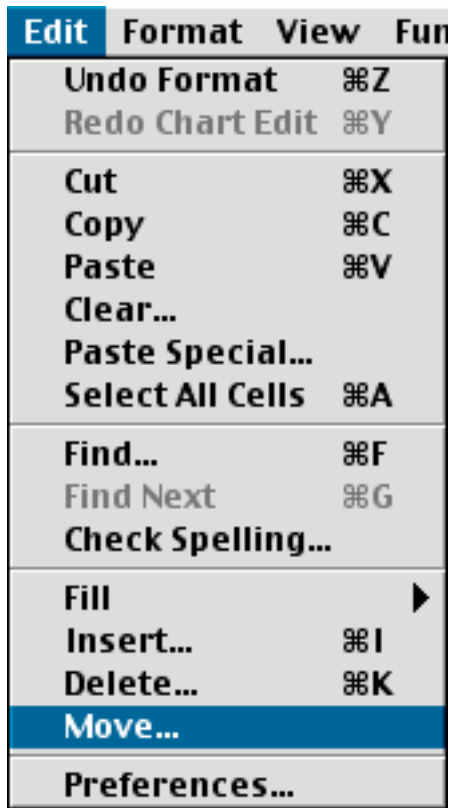 Edit Format View Fun
Undo Format ⌘Z
Redo Chart Edit ⌘Y
Cut ⌘X
Copy ⌘C
Paste ⌘V
Clear...
Paste Special...
Select All Cells ⌘A
Find... ⌘F
Find Next ⌘G
Check Spelling...
Fill
Insert... ⌘I
Delete... ⌘K
Move...
Preferences...